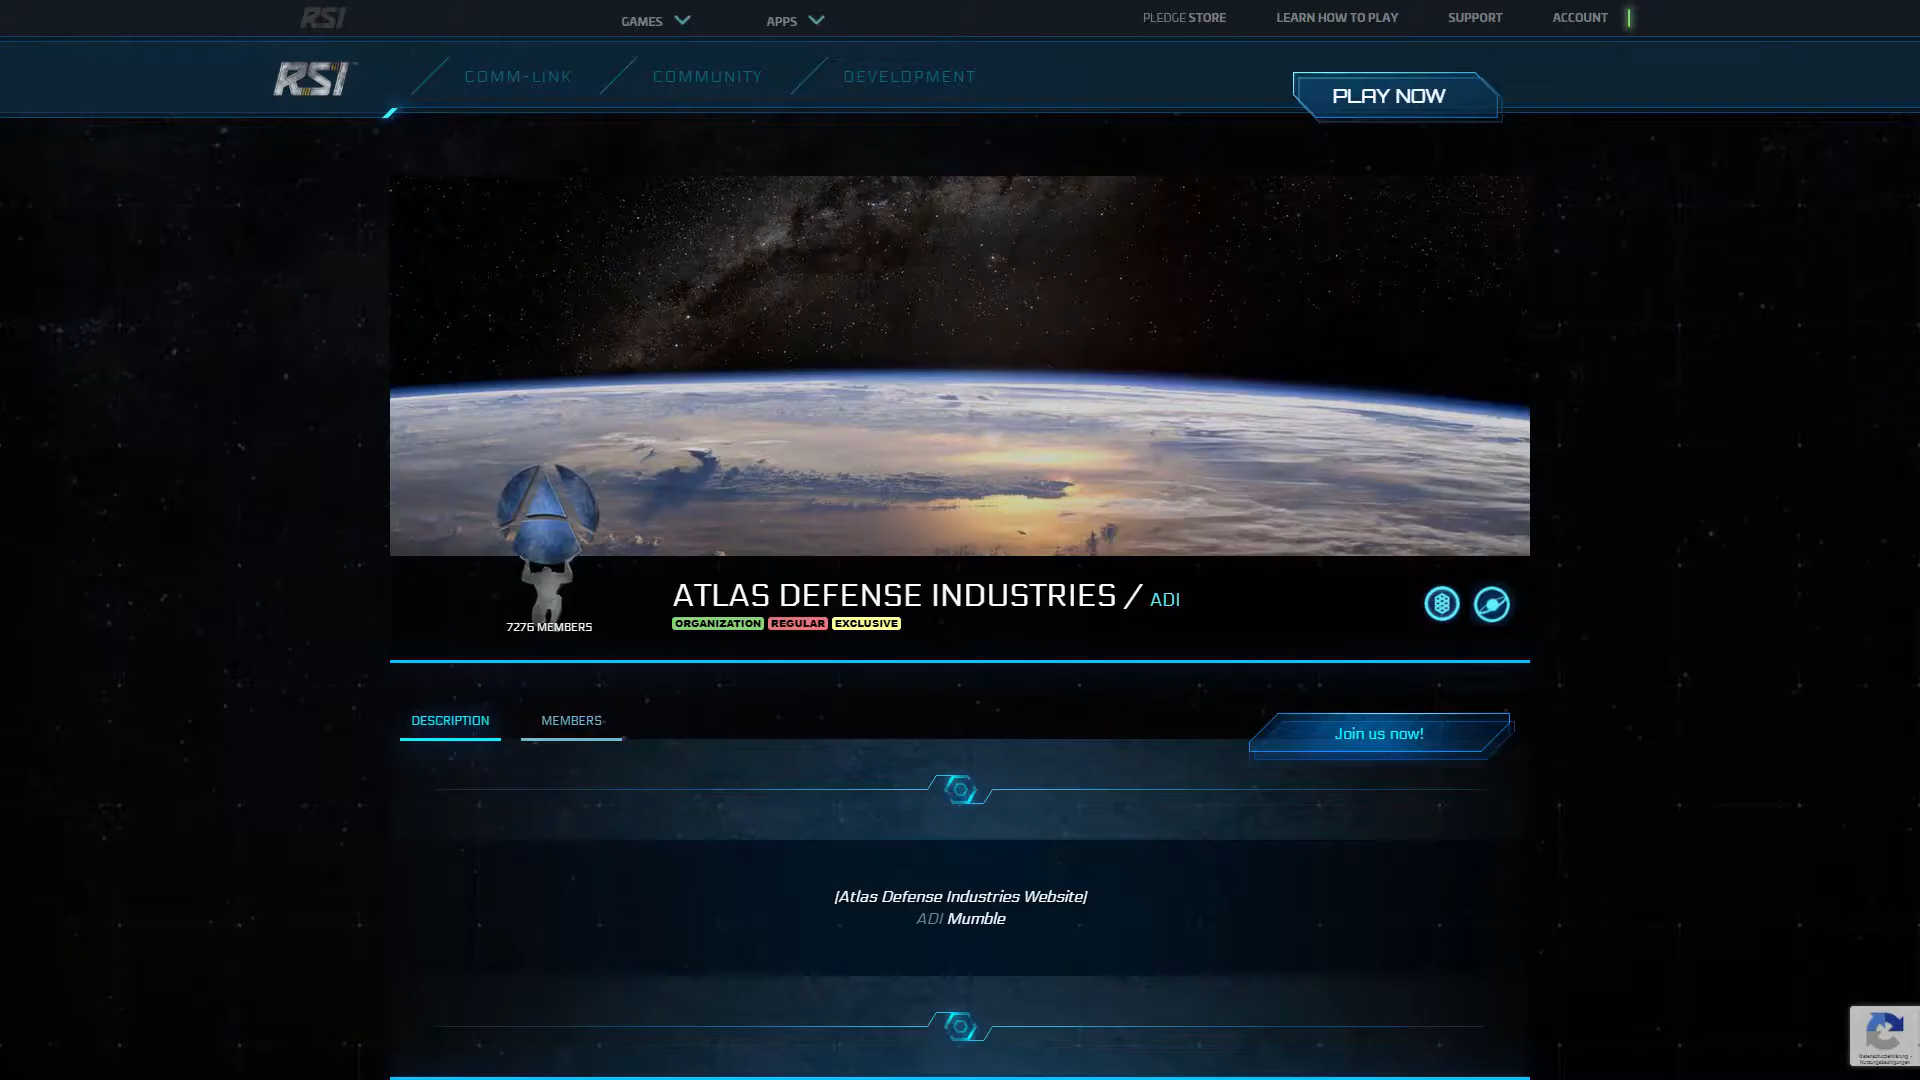 RSI
GAMES
APPS
PLEDGE STORE
LEARN HOW TO PLAY
SUPPORT
ACCOUNT
RSI
COMM-LINK
COMMUNITY
DEVELOPMENT
PLAY NOW
ATLAS DEFENSE INDUSTRIES / ADI
ORGANIZATION REGULAR EXCLUSIVE
7276 MEMBERS
DESCRIPTION
MEMBERS
Join us now!
[Atlas Defense Industries Website]
ADI Mumble
Datenschutzerklärung -
Nutzungsbedingungen